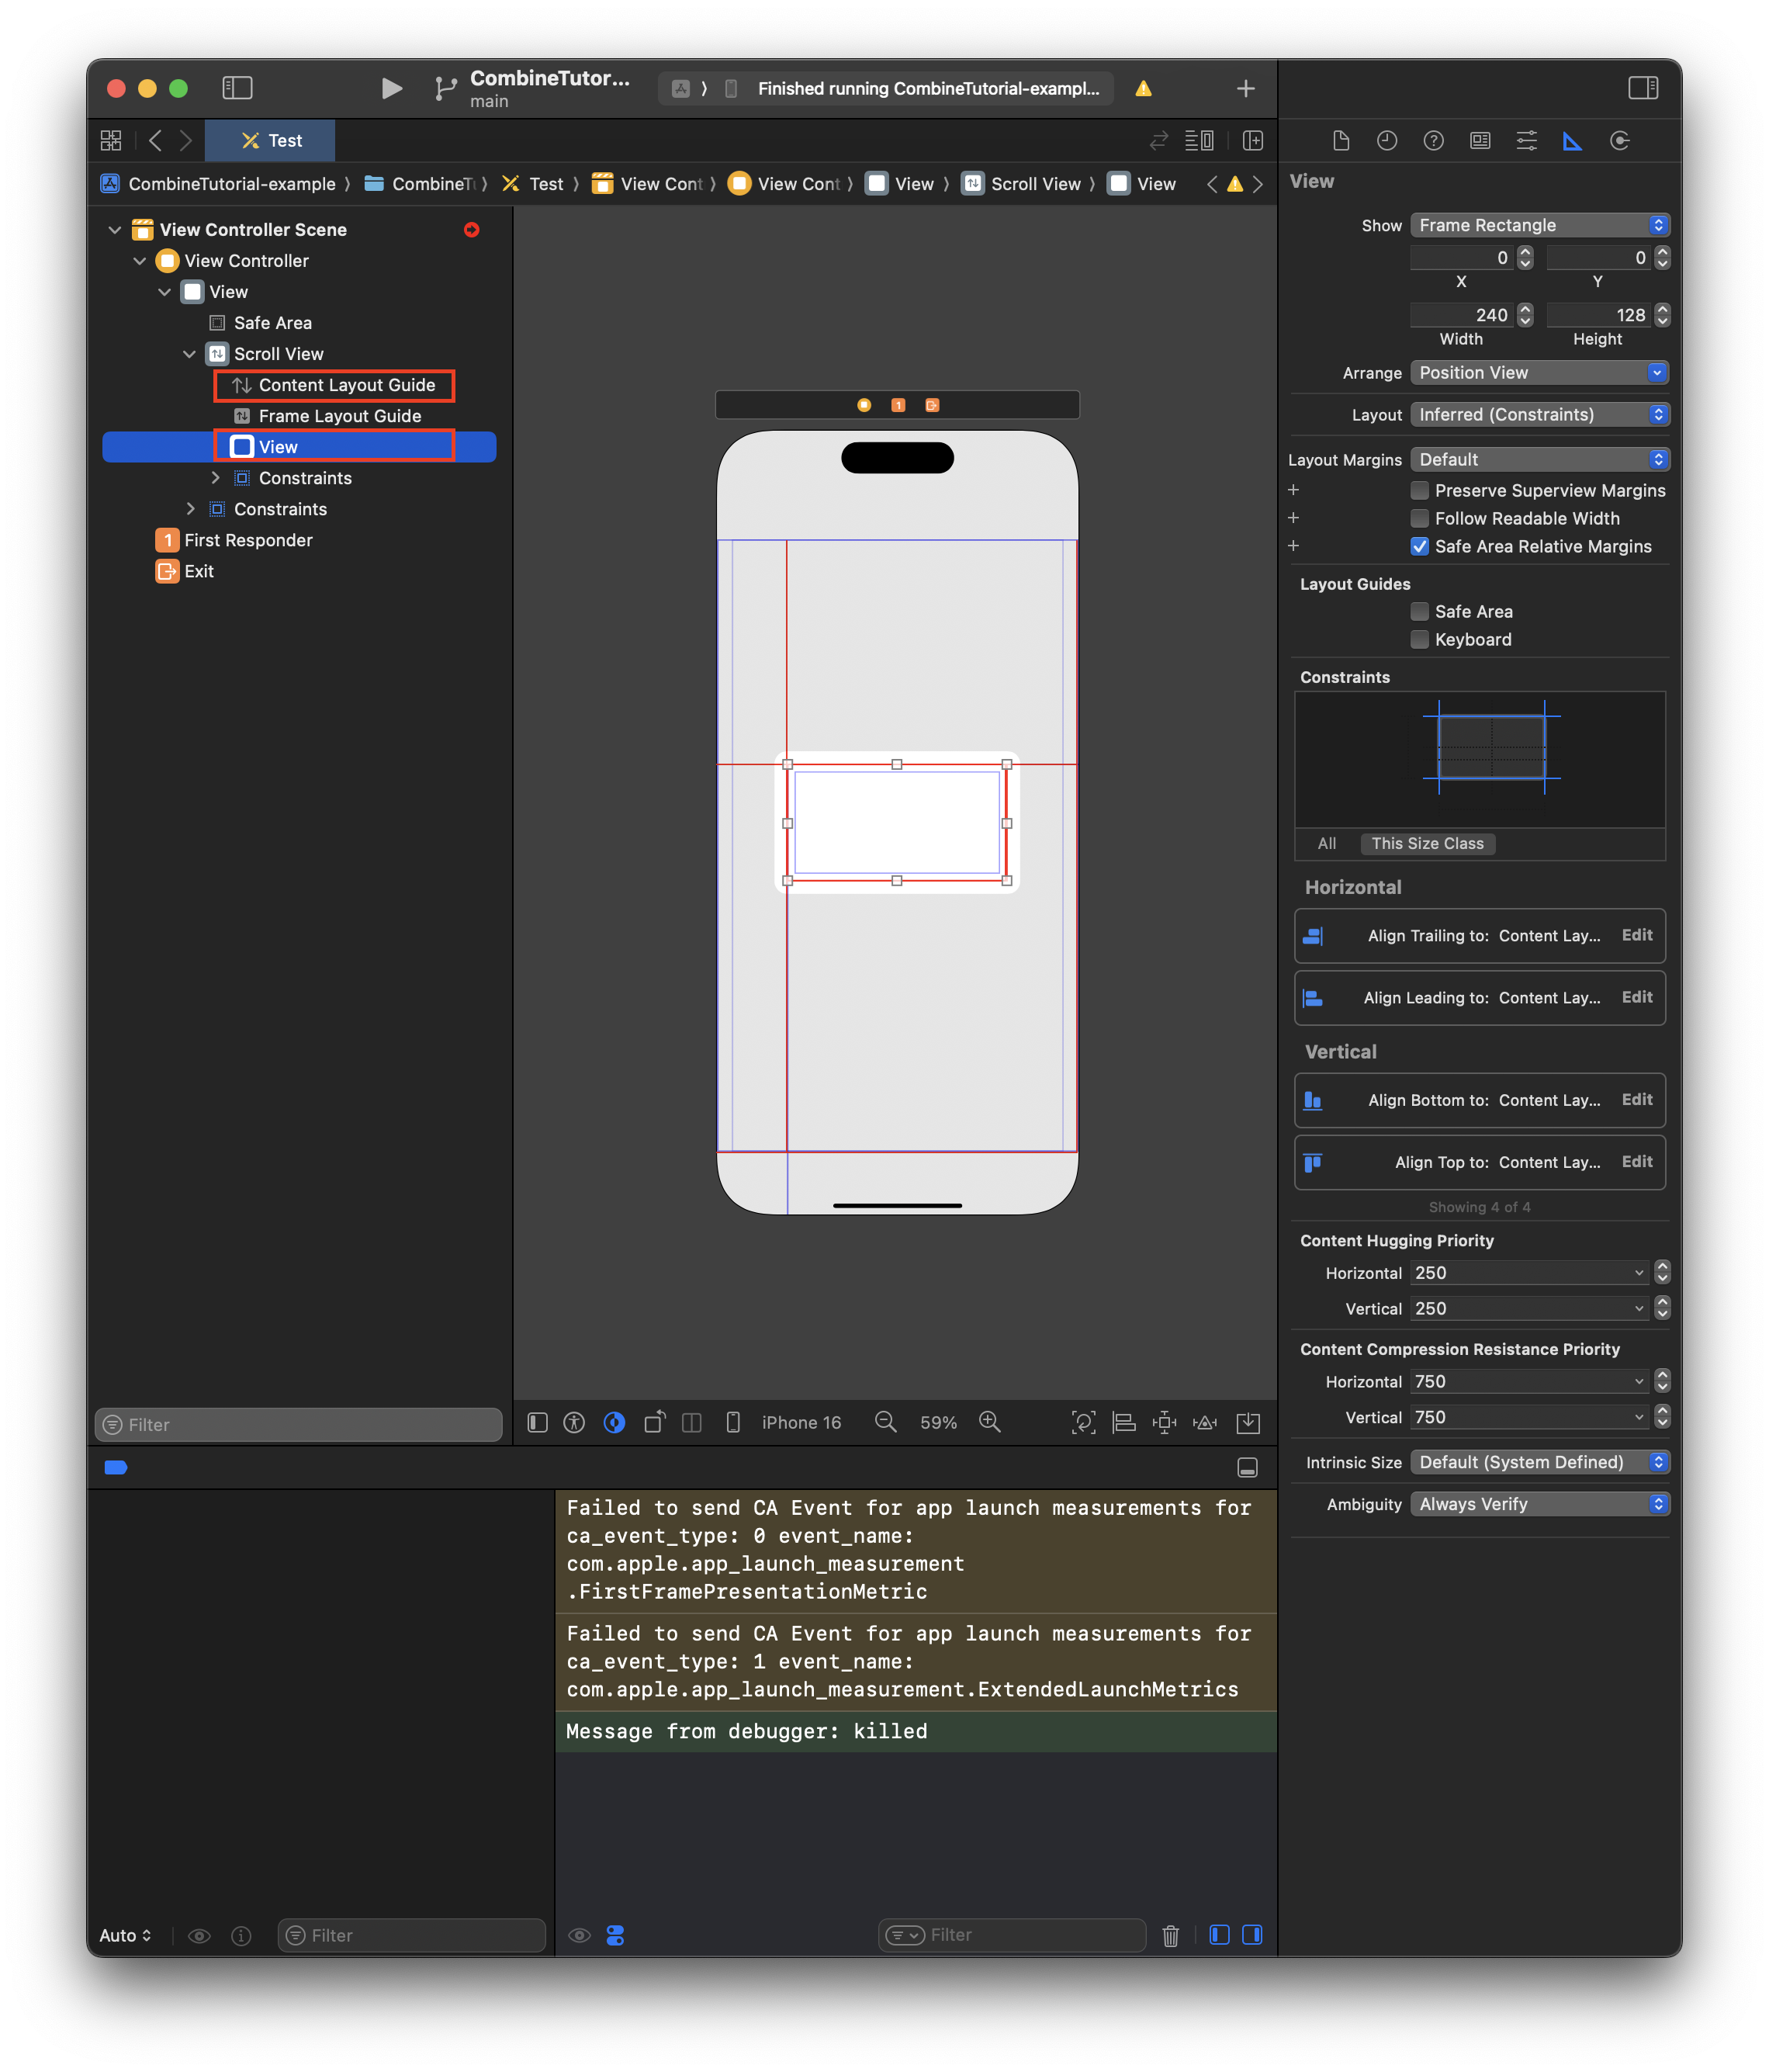 CombineTutor...
main
Finished running CombineTutorial-exampl...
Test
CombineTutorial-example
CombineTu
Test
View Cont
View Cont
View
Scroll View
View
View Controller Scene
View Controller
View
Safe Area
Scroll View
Content Layout Guide
Frame Layout Guide
View
Constraints
Constraints
1 First Responder
Exit
Filter
1
iPhone 16
59%
View
Show Frame Rectangle
0 0
X Y
240 128
Width Height
Arrange Position View
Layout Inferred (Constraints)
Layout Margins Default
Preserve Superview Margins
Follow Readable Width
Safe Area Relative Margins
Layout Guides
Safe Area
Keyboard
Constraints
All This Size Class
Horizontal
Align Trailing to: Content Lay... Edit
Align Leading to: Content Lay... Edit
Vertical
Align Bottom to: Content Lay... Edit
Align Top to: Content Lay... Edit
Showing 4 of 4
Content Hugging Priority
Horizontal 250
Vertical 250
Content Compression Resistance Priority
Horizontal 750
Vertical 750
Intrinsic Size Default (System Defined)
Ambiguity Always Verify
Failed to send CA Event for app launch measurements for
ca_event_type: 0 event_name:
com.apple.app_launch_measurement
.FirstFramePresentationMetric
Failed to send CA Event for app launch measurements for
ca_event_type: 1 event_name:
com.apple.app_launch_measurement.ExtendedLaunchMetrics
Message from debugger: killed
Auto
Filter
Filter